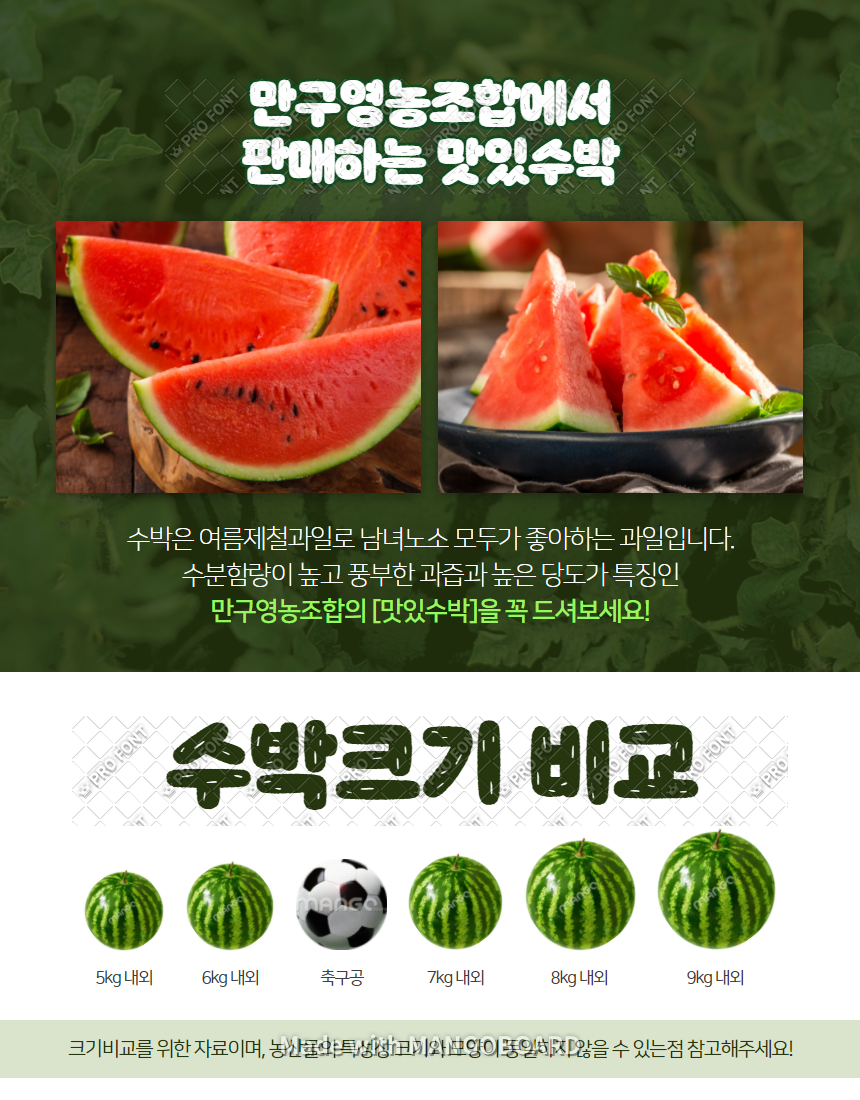 만구영농조합에서
판매하는 맛있수박
수박은 여름제철과일로 남녀노소 모두가 좋아하는 과일입니다.
수분함량이 높고 풍부한 과즙과 높은 당도가 특징인
만구영농조합의 [맛있수박]을 꼭 드셔보세요!
수박크기 비교
5kg 내외
6kg 내외
축구공
7kg 내외
8kg 내외
9kg 내외
크기비교를 위한 자료이며, 농산물의 특성상 크기와 모양이 동일하지 않을 수 있는점 참고해주세요!
Made with MANGOBOARD
PRO FONT
MANGO